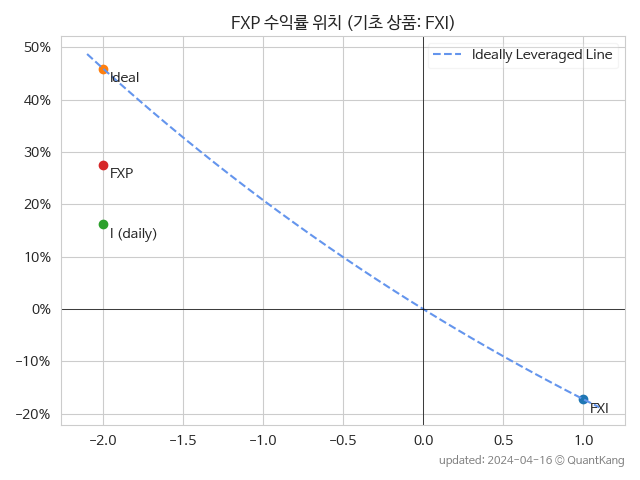 FXP 수익률 위치 (기초 상품: FXI)
50%
40%
30%
20%
10%
0%
−10%
−20%
Ideally Leveraged Line
Ideal
FXP
I (daily)
FXI
−2.0 −1.5 −1.0 −0.5 0.0 0.5 1.0
updated: 2024-04-16 © QuantKang